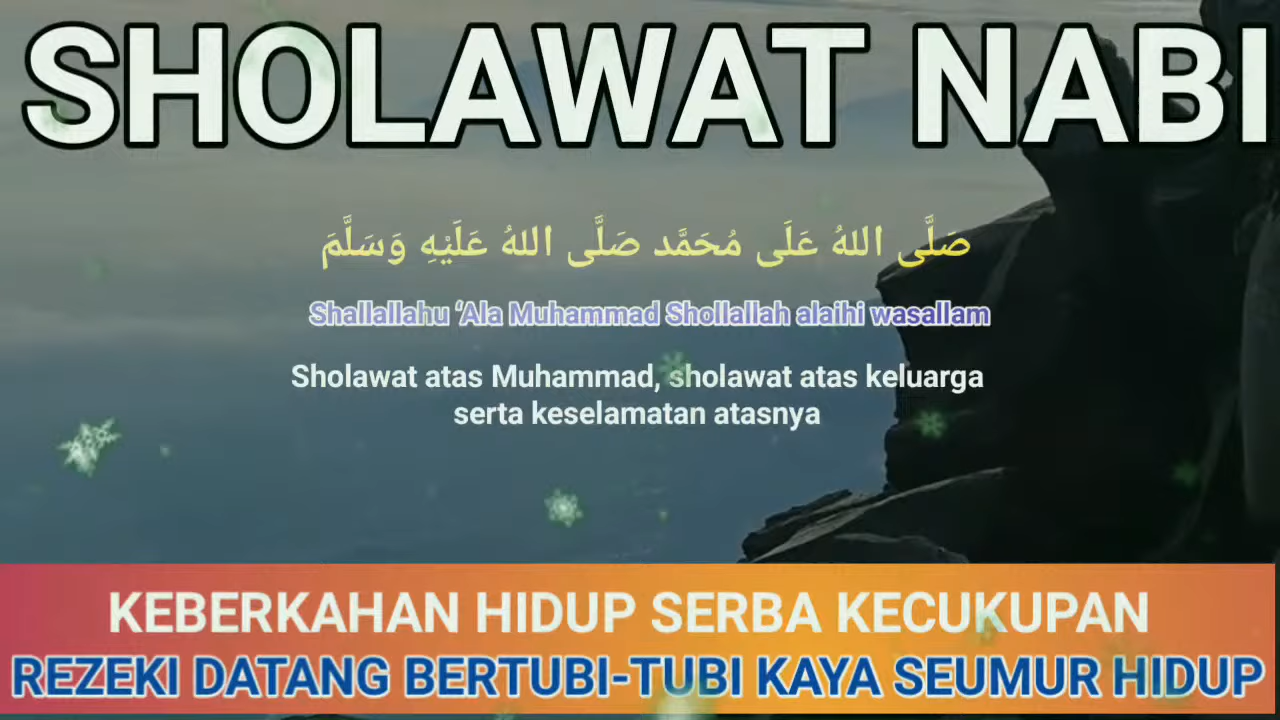 SHOLAWAT NABI
صَلَّى اللهُ عَلَى مُحَمَّد صَلَّى اللهُ عَلَيْهِ وَسَلَّمَ
Shallallahu ‘Ala Muhammad Shollallah alaihi wasallam
Sholawat atas Muhammad, sholawat atas keluarga
serta keselamatan atasnya
KEBERKAHAN HIDUP SERBA KECUKUPAN
REZEKI DATANG BERTUBI-TUBI KAYA SEUMUR HIDUP